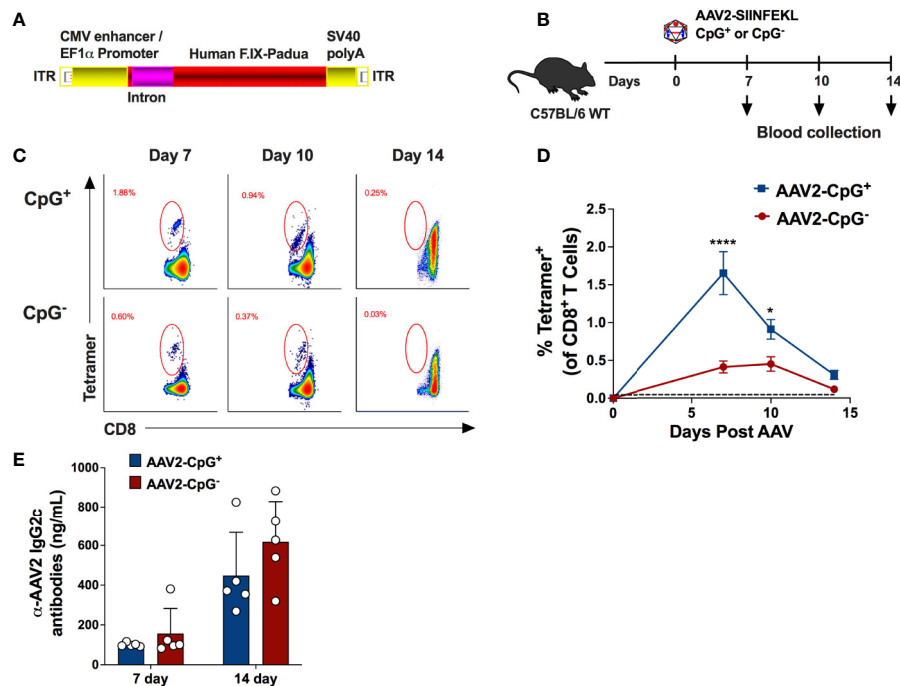 A
CMV enhancer /
EF1α Promoter
Human F.IX-Padua
SV40
polyA
ITR
ITR
Intron
B
AAV2-SIINFEKL
CpG⁺ or CpG⁻
Days
0
7
10
14
C57BL/6 WT
Blood collection
C
Day 7
Day 10
Day 14
CpG⁺
1.88%
0.94%
0.25%
CpG⁻
0.60%
0.37%
0.03%
Tetramer
CD8
D
AAV2-CpG⁺
AAV2-CpG⁻
% Tetramer⁺
(of CD8⁺ T Cells)
2.5
2.0
1.5
1.0
0.5
0.0
****
*
0
5
10
15
Days Post AAV
E
AAV2-CpG⁺
AAV2-CpG⁻
α-AAV2 IgG2c
antibodies (ng/mL)
1000
800
600
400
200
0
7 day
14 day